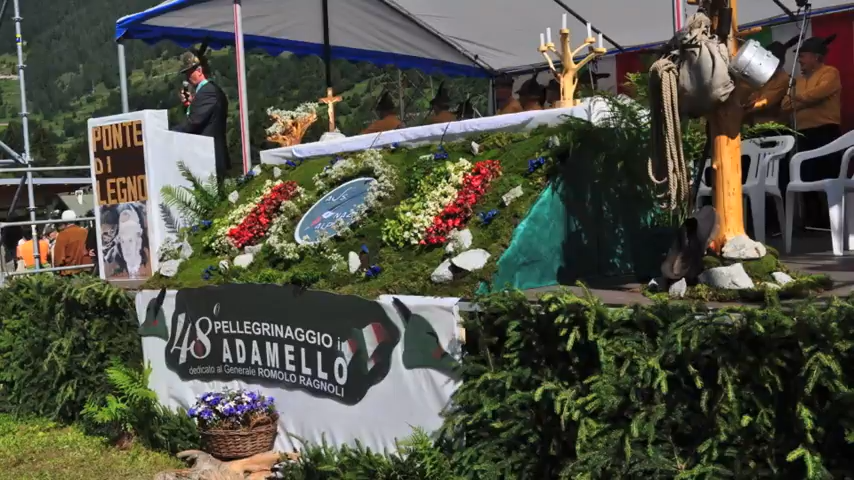 PONTE
DI
LEGNO
48° PELLEGRINAGGIO in
ADAMELLO
dedicato al Generale ROMOLO RAGNOLI